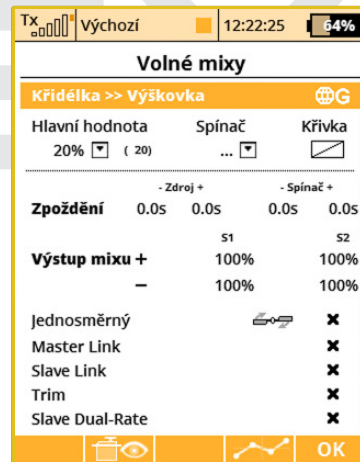 Tx Výchozí 12:22:25 64%
Volné mixy
Křidélka >> Výškovka G
Hlavní hodnota Spínač Křivka
20% ( 20) ...
- Zdroj + - Spínač +
Zpoždění 0.0s 0.0s 0.0s 0.0s
S1 S2
Výstup mixu + 100% 100%
− 100% 100%
Jednosměrný
Master Link
Slave Link
Trim
Slave Dual-Rate
OK